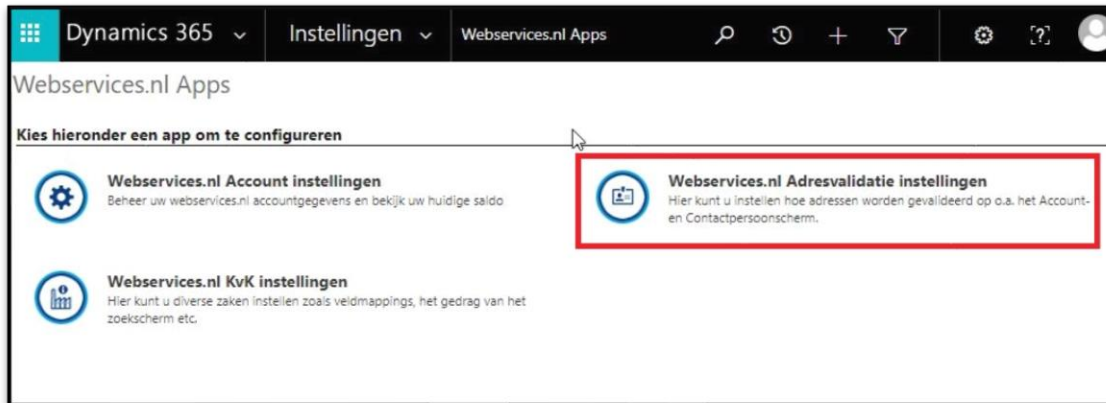 Dynamics 365 Instellingen Webservices.nl Apps
Webservices.nl Apps
Kies hieronder een app om te configureren
Webservices.nl Account instellingen
Beheer uw webservices.nl accountgegevens en bekijk uw huidige saldo
Webservices.nl Adresvalidatie instellingen
Hier kunt u instellen hoe adressen worden gevalideerd op o.a. het Account-
en Contactpersoonscherm.
Webservices.nl KvK instellingen
Hier kunt u diverse zaken instellen zoals veldmappings, het gedrag van het
zoekscherm etc.